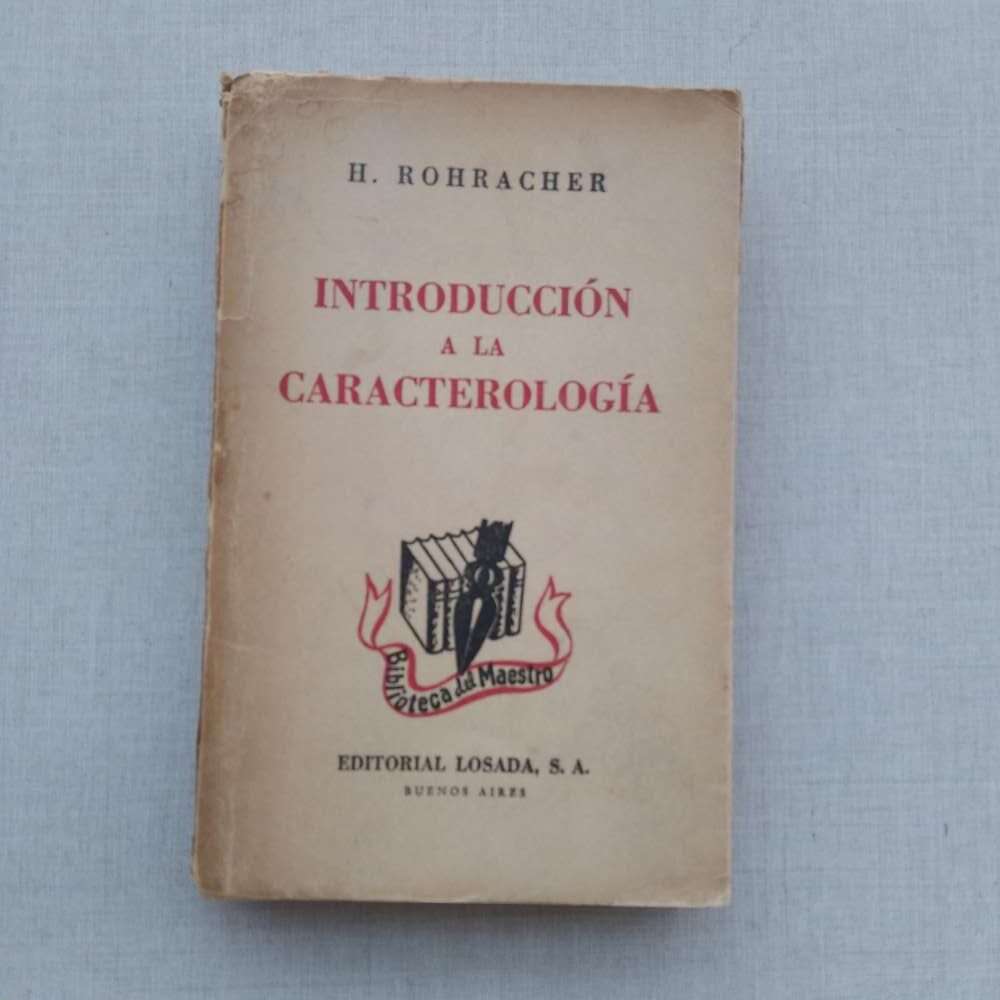 H. ROHRACHER
INTRODUCCIÓN
A LA
CARACTEROLOGÍA
Biblioteca del Maestro
EDITORIAL LOSADA, S. A.
BUENOS AIRES